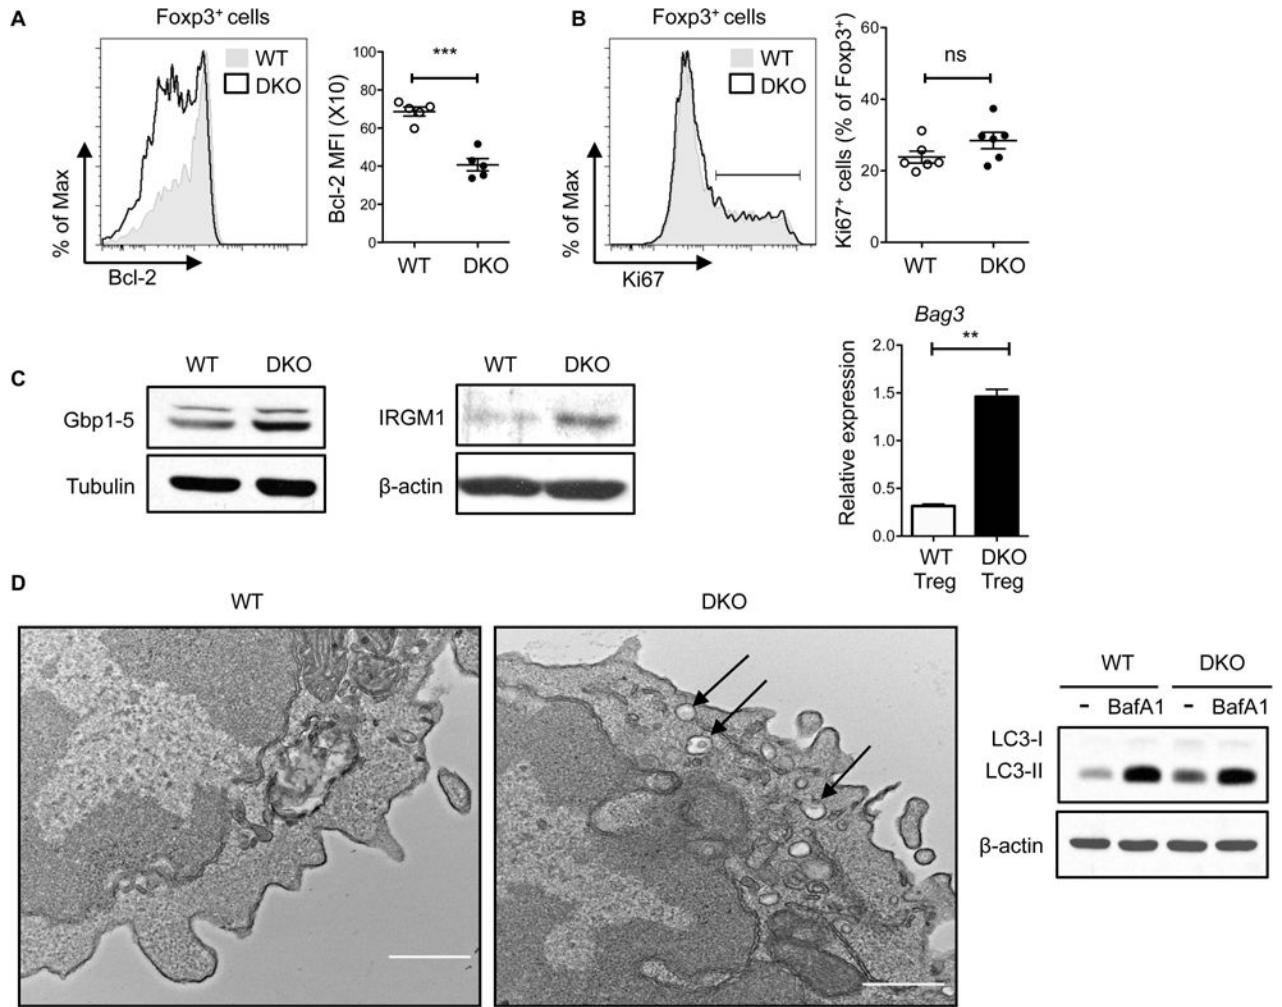 A
Foxp3⁺ cells
WT
DKO
% of Max
Bcl-2
***
Bcl-2 MFI (X10)
100
80
60
40
20
0
WT
DKO
B
Foxp3⁺ cells
WT
DKO
% of Max
Ki67
ns
Ki67⁺ cells (% of Foxp3⁺)
60
40
20
0
WT
DKO
C
WT DKO
Gbp1-5
Tubulin
WT DKO
IRGM1
β-actin
Bag3
**
Relative expression
2.0
1.5
1.0
0.5
0.0
WT DKO
Treg Treg
D
WT
DKO
WT DKO
- BafA1 - BafA1
LC3-I
LC3-II
β-actin